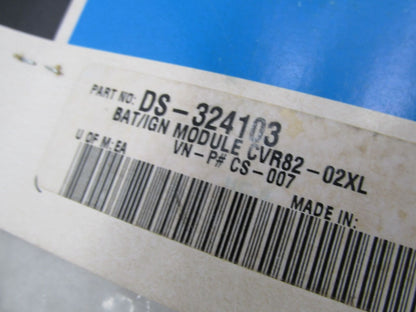 PART NO: DS-324103
BAT/IGN MODULE CVR82-02XL
U OF M: EA VN-P# CS-007
MADE IN: